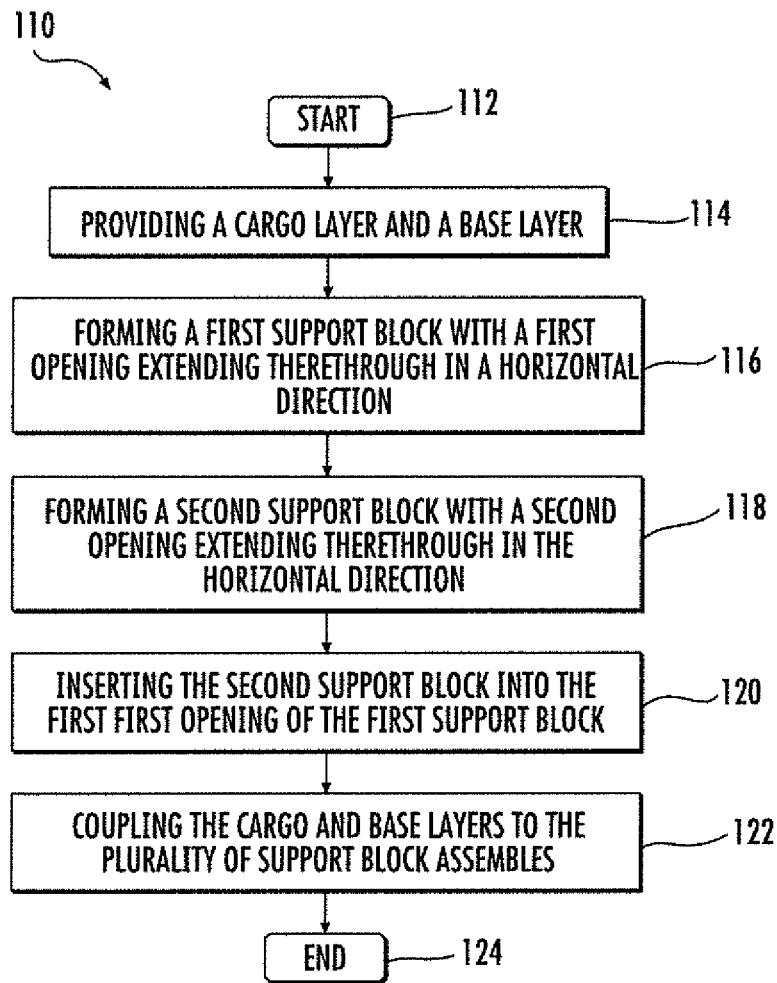 110
START
112
PROVIDING A CARGO LAYER AND A BASE LAYER
114
FORMING A FIRST SUPPORT BLOCK WITH A FIRST
OPENING EXTENDING THERETHROUGH IN A HORIZONTAL
DIRECTION
116
FORMING A SECOND SUPPORT BLOCK WITH A SECOND
OPENING EXTENDING THERETHROUGH IN THE
HORIZONTAL DIRECTION
118
INSERTING THE SECOND SUPPORT BLOCK INTO THE
FIRST FIRST OPENING OF THE FIRST SUPPORT BLOCK
120
COUPLING THE CARGO AND BASE LAYERS TO THE
PLURALITY OF SUPPORT BLOCK ASSEMBLES
122
END
124